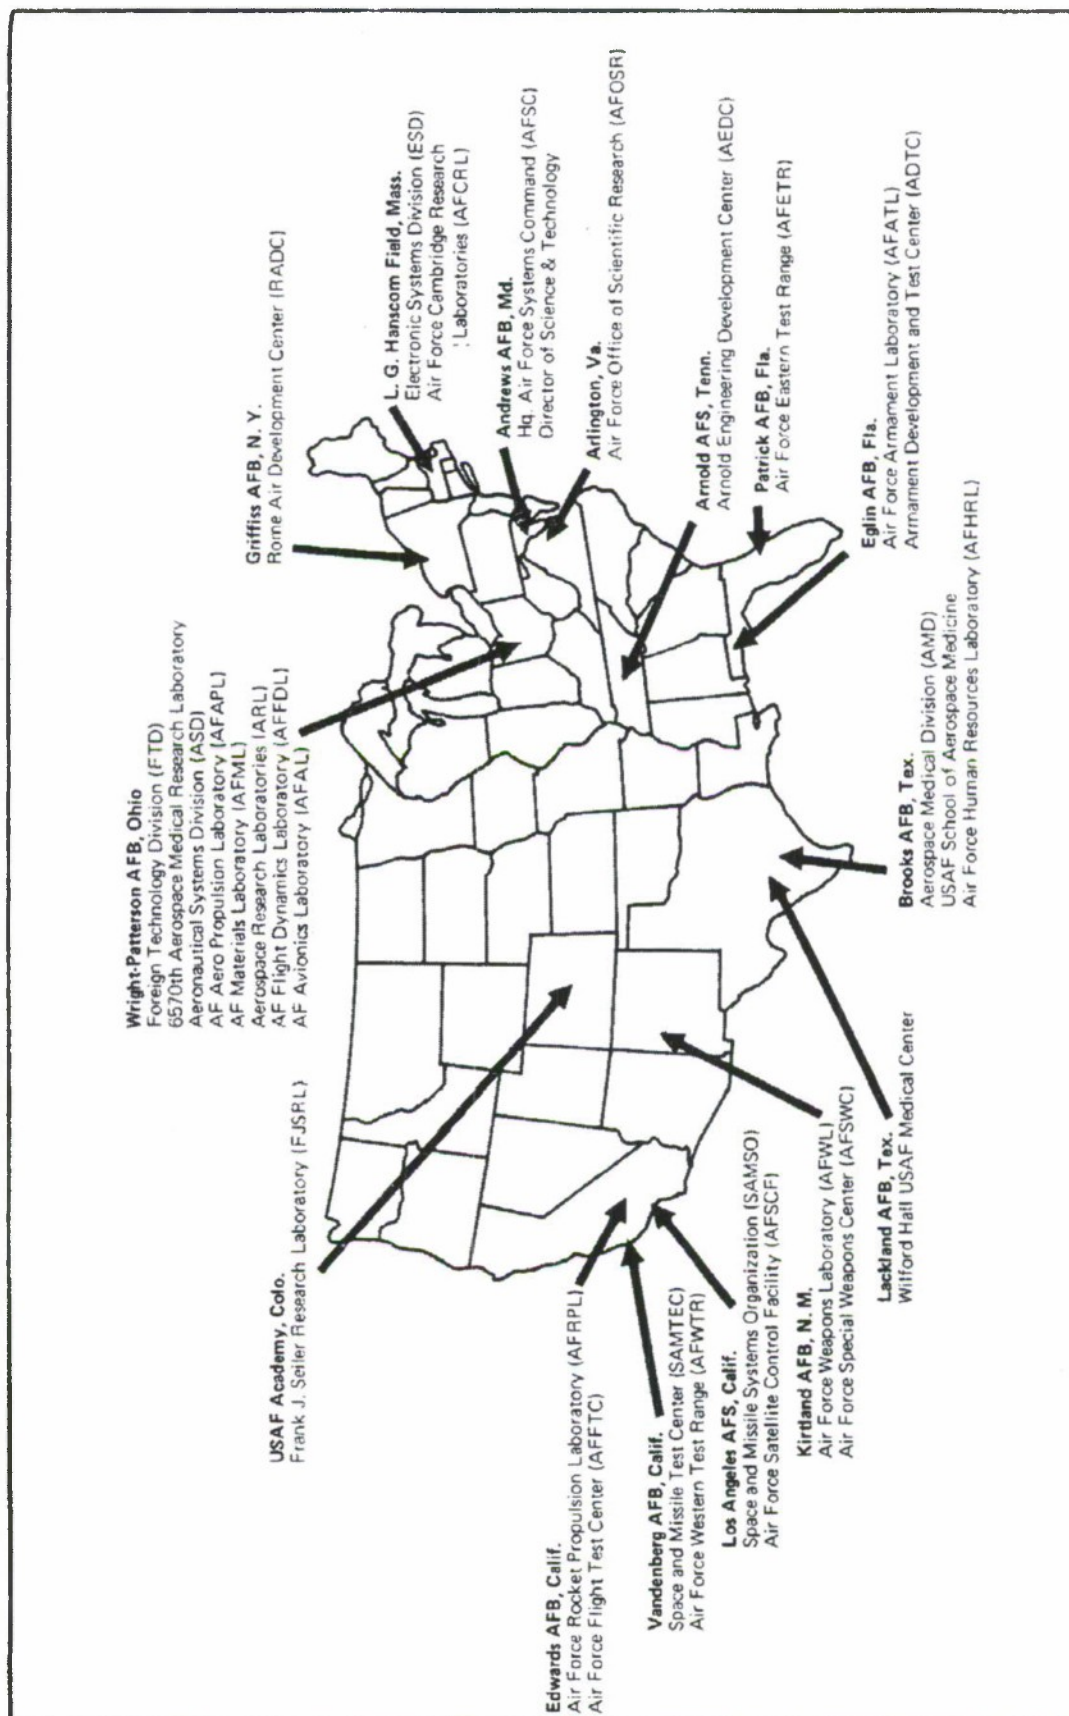 Wright-Patterson AFB, Ohio
Foreign Technology Division (FTD)
6570th Aerospace Medical Research Laboratory
Aeronautical Systems Division (ASD)
AF Aero Propulsion Laboratory (AFAPL)
AF Materials Laboratory (AFML)
Aerospace Research Laboratories (ARL)
AF Flight Dynamics Laboratory (AFFDL)
AF Avionics Laboratory (AFAL)
Griffiss AFB, N. Y.
Rome Air Development Center (RADC)
L. G. Hanscom Field, Mass.
Electronic Systems Division (ESD)
Air Force Cambridge Research
Laboratories (AFCRL)
Andrews AFB, Md.
Hq. Air Force Systems Command (AFSC)
Director of Science & Technology
Arlington, Va.
Air Force Office of Scientific Research (AFOSR)
Arnold AFS, Tenn.
Arnold Engineering Development Center (AEDC)
Patrick AFB, Fla.
Air Force Eastern Test Range (AFETR)
Eglin AFB, Fla.
Air Force Armament Laboratory (AFATL)
Armament Development and Test Center (ADTC)
USAF Academy, Colo.
Frank J. Seiler Research Laboratory (FJSRL)
Edwards AFB, Calif.
Air Force Rocket Propulsion Laboratory (AFRPL)
Air Force Flight Test Center (AFFTC)
Vandenberg AFB, Calif.
Space and Missile Test Center (SAMTEC)
Air Force Western Test Range (AFWTR)
Los Angeles AFS, Calif.
Space and Missile Systems Organization (SAMSO)
Air Force Satellite Control Facility (AFSCF)
Kirtland AFB, N. M.
Air Force Weapons Laboratory (AFWL)
Air Force Special Weapons Center (AFSWC)
Lackland AFB, Tex.
Wilford Hall USAF Medical Center
Brooks AFB, Tex.
Aerospace Medical Division (AMD)
USAF School of Aerospace Medicine
Air Force Human Resources Laboratory (AFHRL)